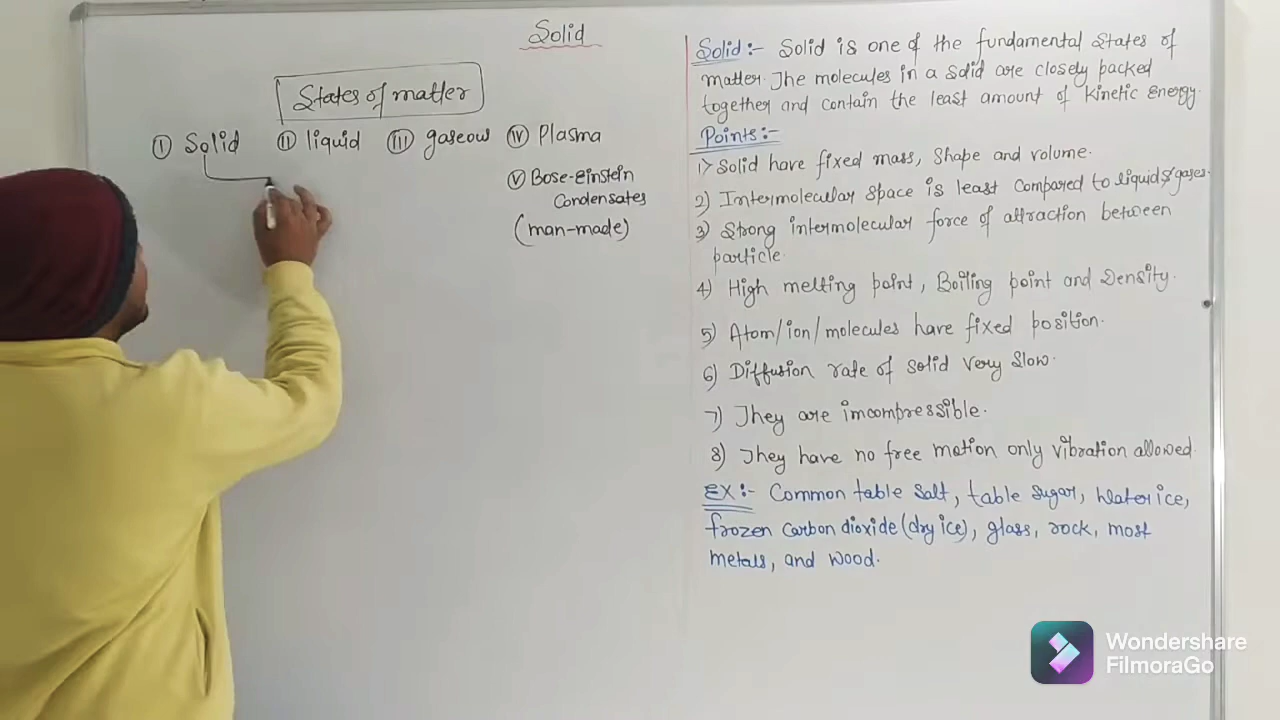 Solid
States of matter
I Solid II liquid III gaseous IV Plasma
V Bose-Einstein
Condensates
(man-made)
Solid :- Solid is one of the fundamental States of
matter. The molecules in a solid are closely packed
together and contain the least amount of kinetic Energy.
Points:-
1) Solid have fixed mass, Shape and volume.
2) Intermolecular space is least compared to liquid & gases.
3) Strong intermolecular force of attraction between
particle.
4) High melting point, Boiling point and Density.
5) Atom/ion/molecules have fixed position.
6) Diffusion rate of solid very slow.
7) They are incompressible.
8) They have no free motion only vibration allowed.
EX:- Common table salt, table sugar, water ice,
frozen carbon dioxide (dry ice), glass, rock, most
metals, and wood.
Wondershare
FilmoraGo